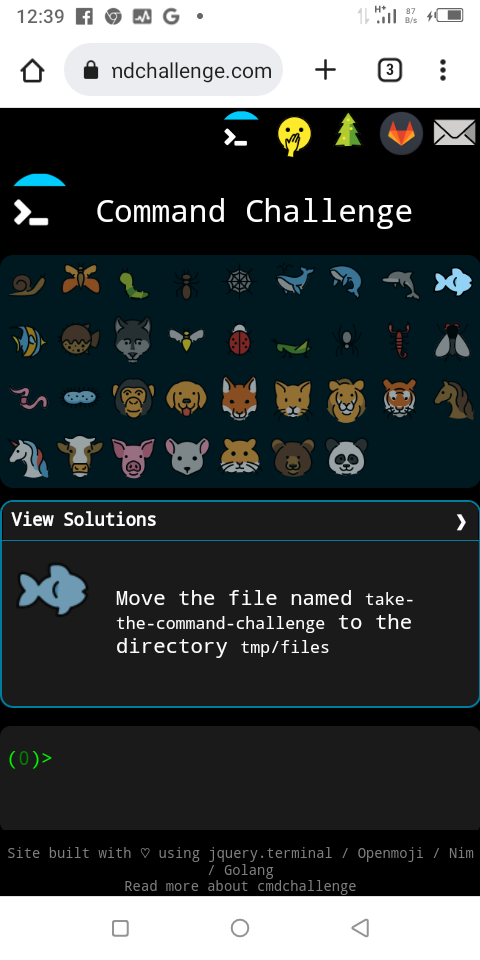 12:39
H+
87
B/s
ndchallenge.com
3
Command Challenge
View Solutions
Move the file named take-
the-command-challenge to the
directory tmp/files
(0)>
Site built with ♡ using jquery.terminal / Openmoji / Nim
/ Golang
Read more about cmdchallenge